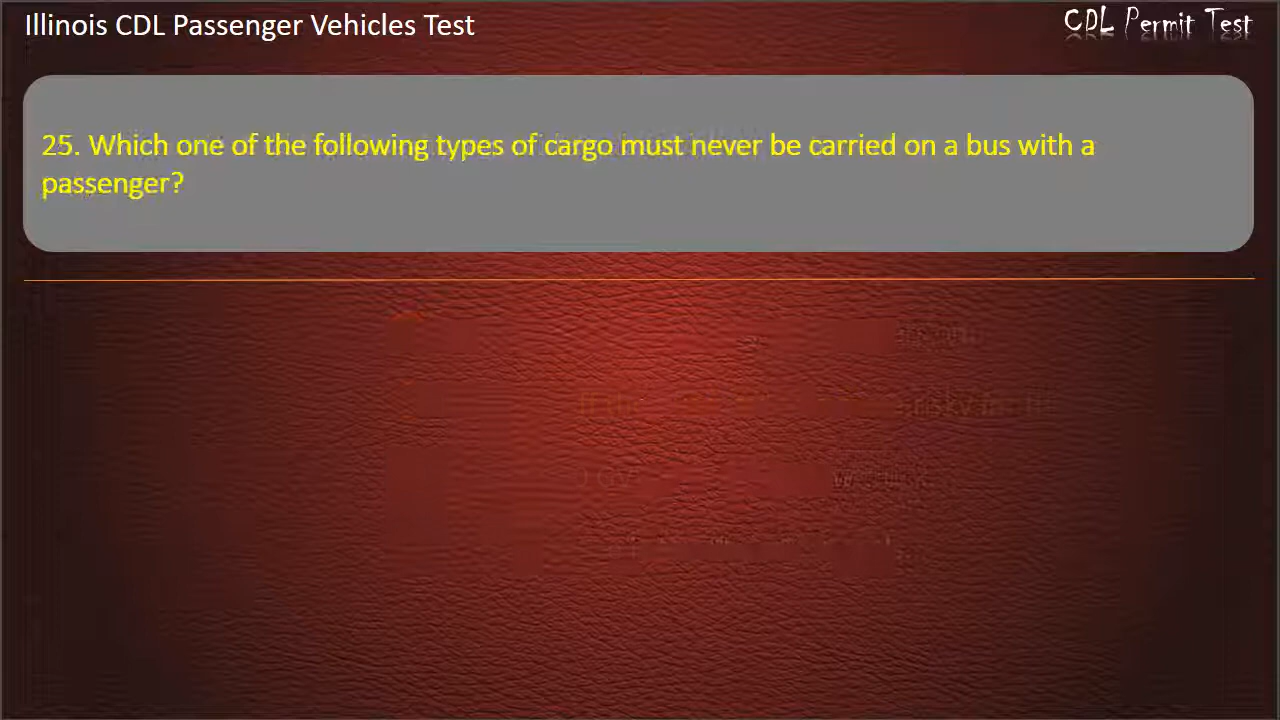 Illinois CDL Passenger Vehicles Test
CDL Permit Test
25. Which one of the following types of cargo must never be carried on a bus with a
passenger?